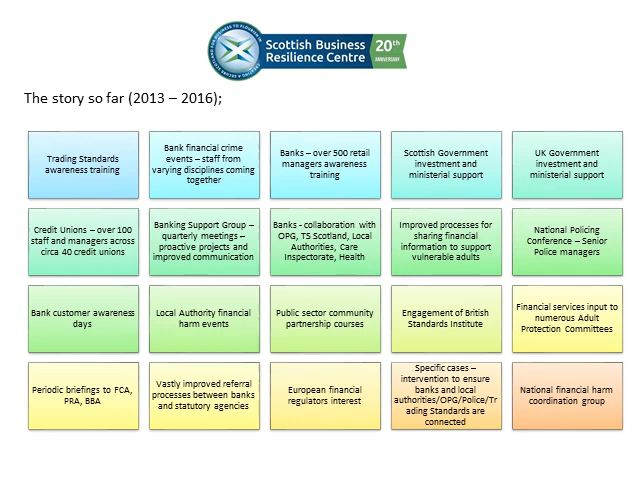 Scottish Business
Resilience Centre
20th
ANNIVERSARY
The story so far (2013 – 2016);
Trading Standards
awareness training
Bank financial crime
events – staff from
varying disciplines coming
together
Banks – over 500 retail
managers awareness
training
Scottish Government
investment and
ministerial support
UK Government
investment and
ministerial support
Credit Unions – over 100
staff and managers across
circa 40 credit unions
Banking Support Group –
quarterly meetings –
proactive projects and
improved communication
Banks - collaboration with
OPG, TS Scotland, Local
Authorities, Care
Inspectorate, Health
Improved processes for
sharing financial
information to support
vulnerable adults
National Policing
Conference – Senior
Police managers
Bank customer awareness
days
Local Authority financial
harm events
Public sector community
partnership courses
Engagement of British
Standards Institute
Financial services input to
numerous Adult
Protection Committees
Periodic briefings to FCA,
PRA, BBA
Vastly improved referral
processes between banks
and statutory agencies
European financial
regulators interest
Specific cases –
intervention to ensure
banks and local
authorities/OPG/Police/Tr
ading Standards are
connected
National financial harm
coordination group